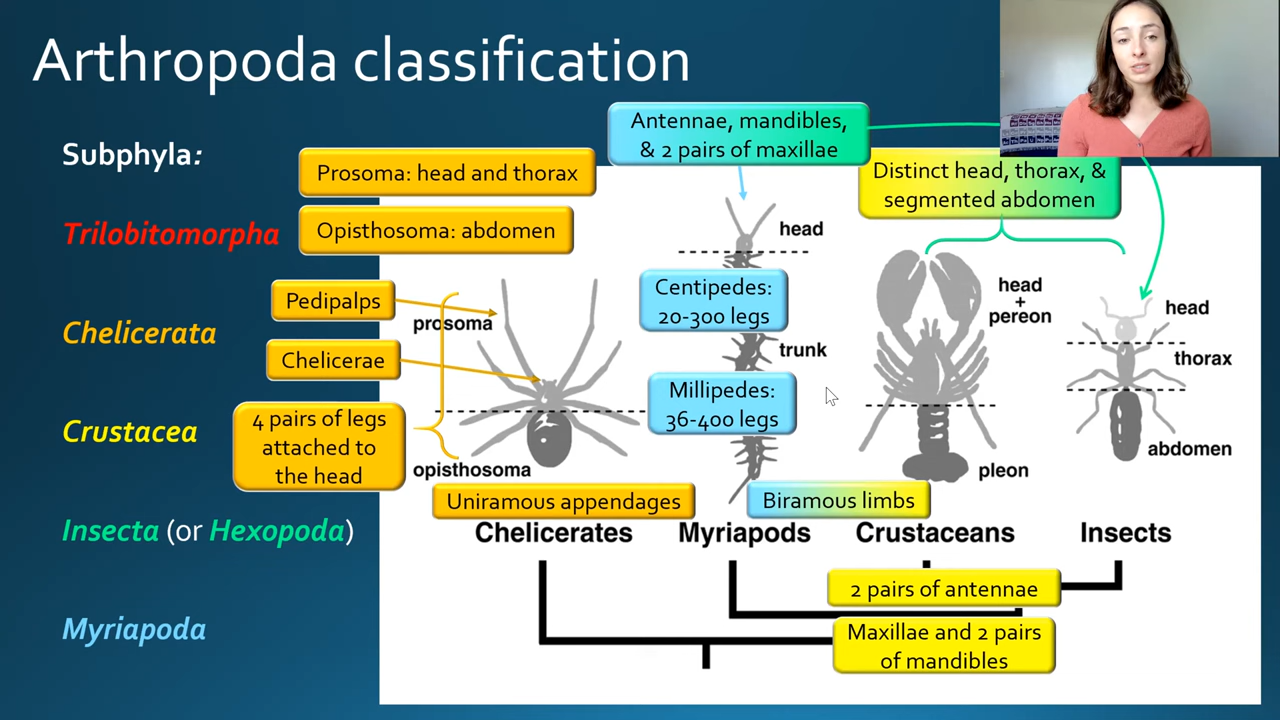 Arthropoda classification
Subphyla:
Trilobitomorpha
Chelicerata
Crustacea
Insecta (or Hexopoda)
Myriapoda
Prosoma: head and thorax
Opisthosoma: abdomen
Pedipalps
Chelicerae
4 pairs of legs
attached to
the head
prosoma
opisthosoma
Uniramous appendages
Chelicerates
Antennae, mandibles,
& 2 pairs of maxillae
head
Centipedes:
20-300 legs
trunk
Millipedes:
36-400 legs
Biramous limbs
Myriapods
Distinct head, thorax, &
segmented abdomen
head
+
pereon
pleon
Crustaceans
head
thorax
abdomen
Insects
2 pairs of antennae
Maxillae and 2 pairs
of mandibles